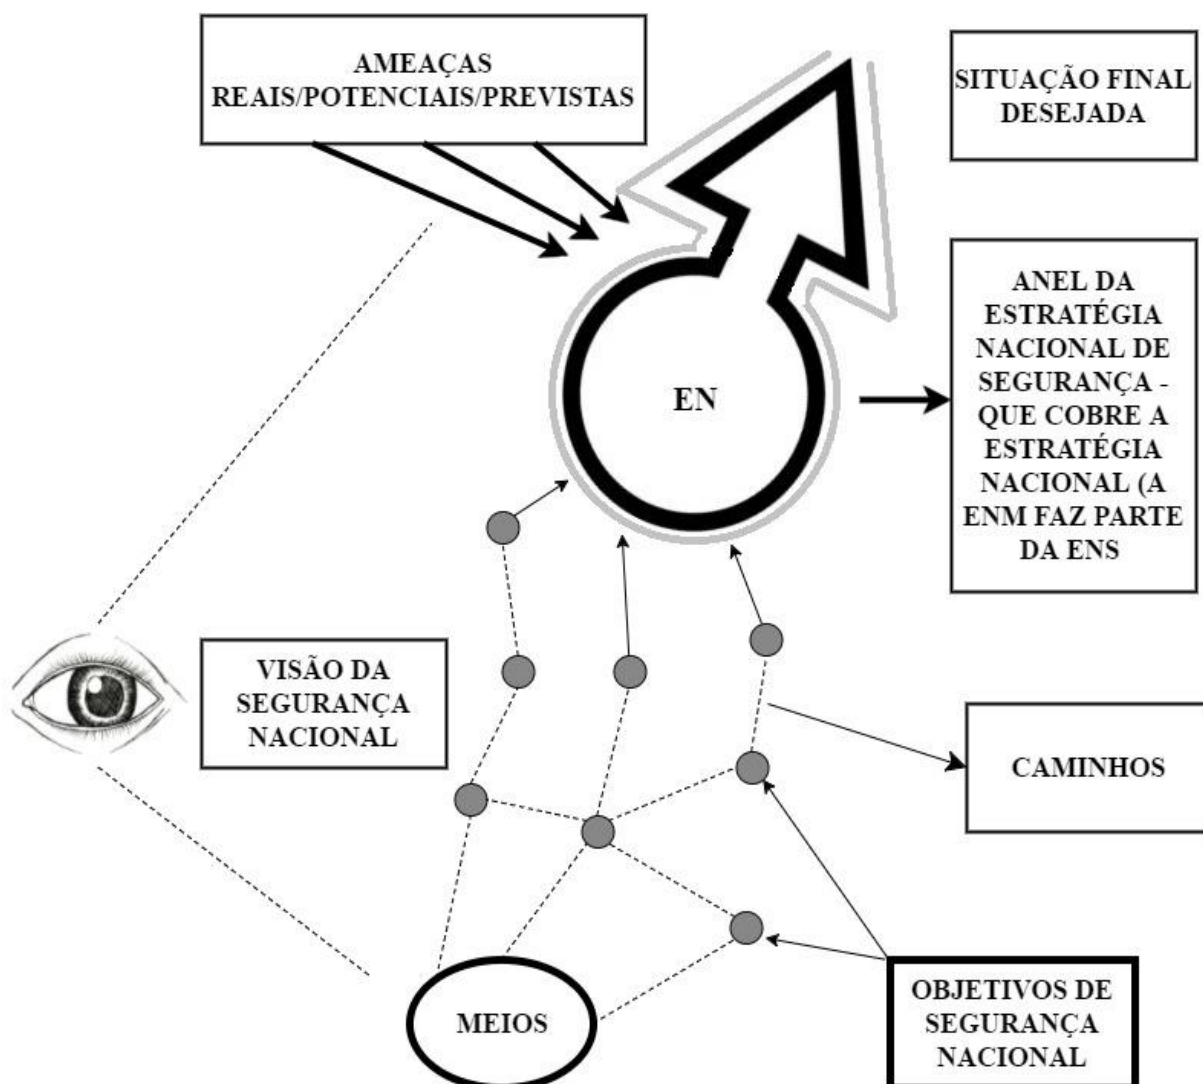 AMEAÇAS
REAIS/POTENCIAIS/PREVISTAS
SITUAÇÃO FINAL
DESEJADA
ANEL DA
ESTRATÉGIA
NACIONAL DE
SEGURANÇA -
QUE COBRE A
ESTRATÉGIA
NACIONAL (A
ENM FAZ PARTE
DA ENS
EN
VISÃO DA
SEGURANÇA
NACIONAL
CAMINHOS
MEIOS
OBJETIVOS DE
SEGURANÇA
NACIONAL